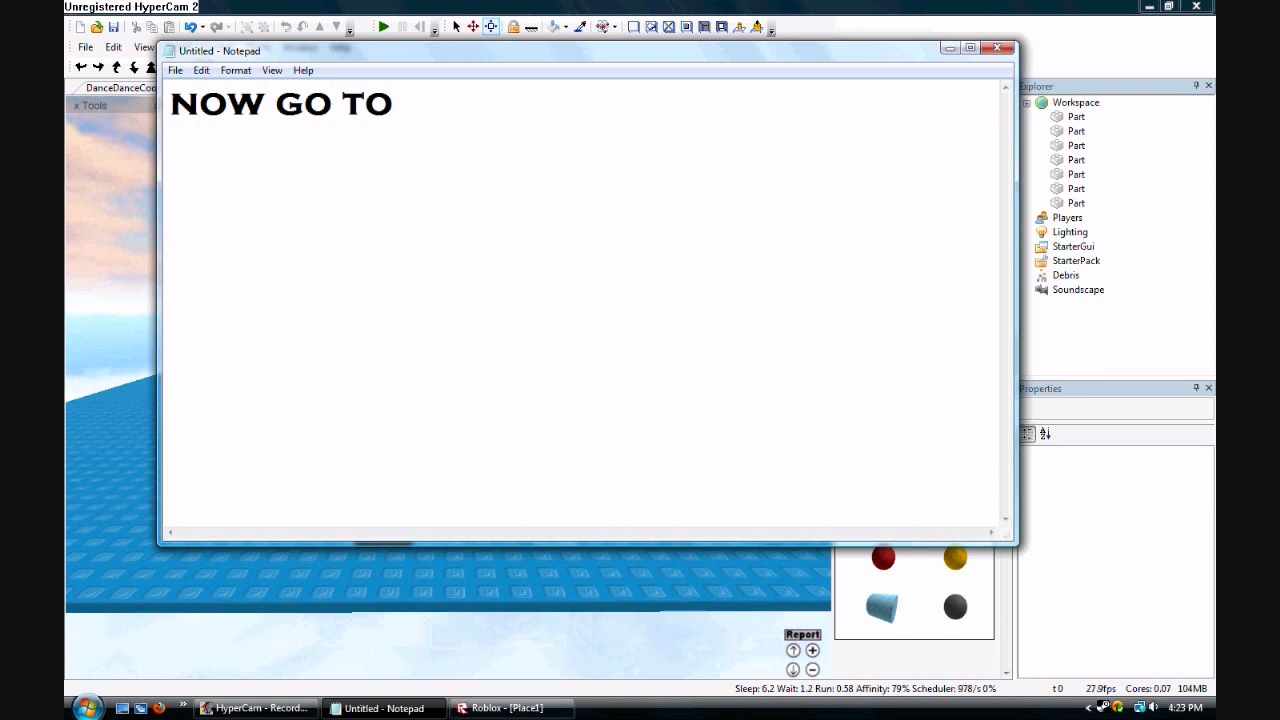 Unregistered HyperCam 2
File Edit View
Untitled - Notepad
File Edit Format View Help
DanceDanceCoo
x Tools
NOW GO TO
Explorer
Workspace
Part
Part
Part
Part
Part
Part
Part
Players
Lighting
StarterGui
StarterPack
Debris
Soundscape
Properties
Report
Sleep: 6.2 Wait: 1.2 Run: 0.58 Affinity: 79% Scheduler: 978/s 0% t 0 27.9fps Cores: 0.07 104MB
HyperCam - Record... Untitled - Notepad Roblox - [Place1] 4:23 PM